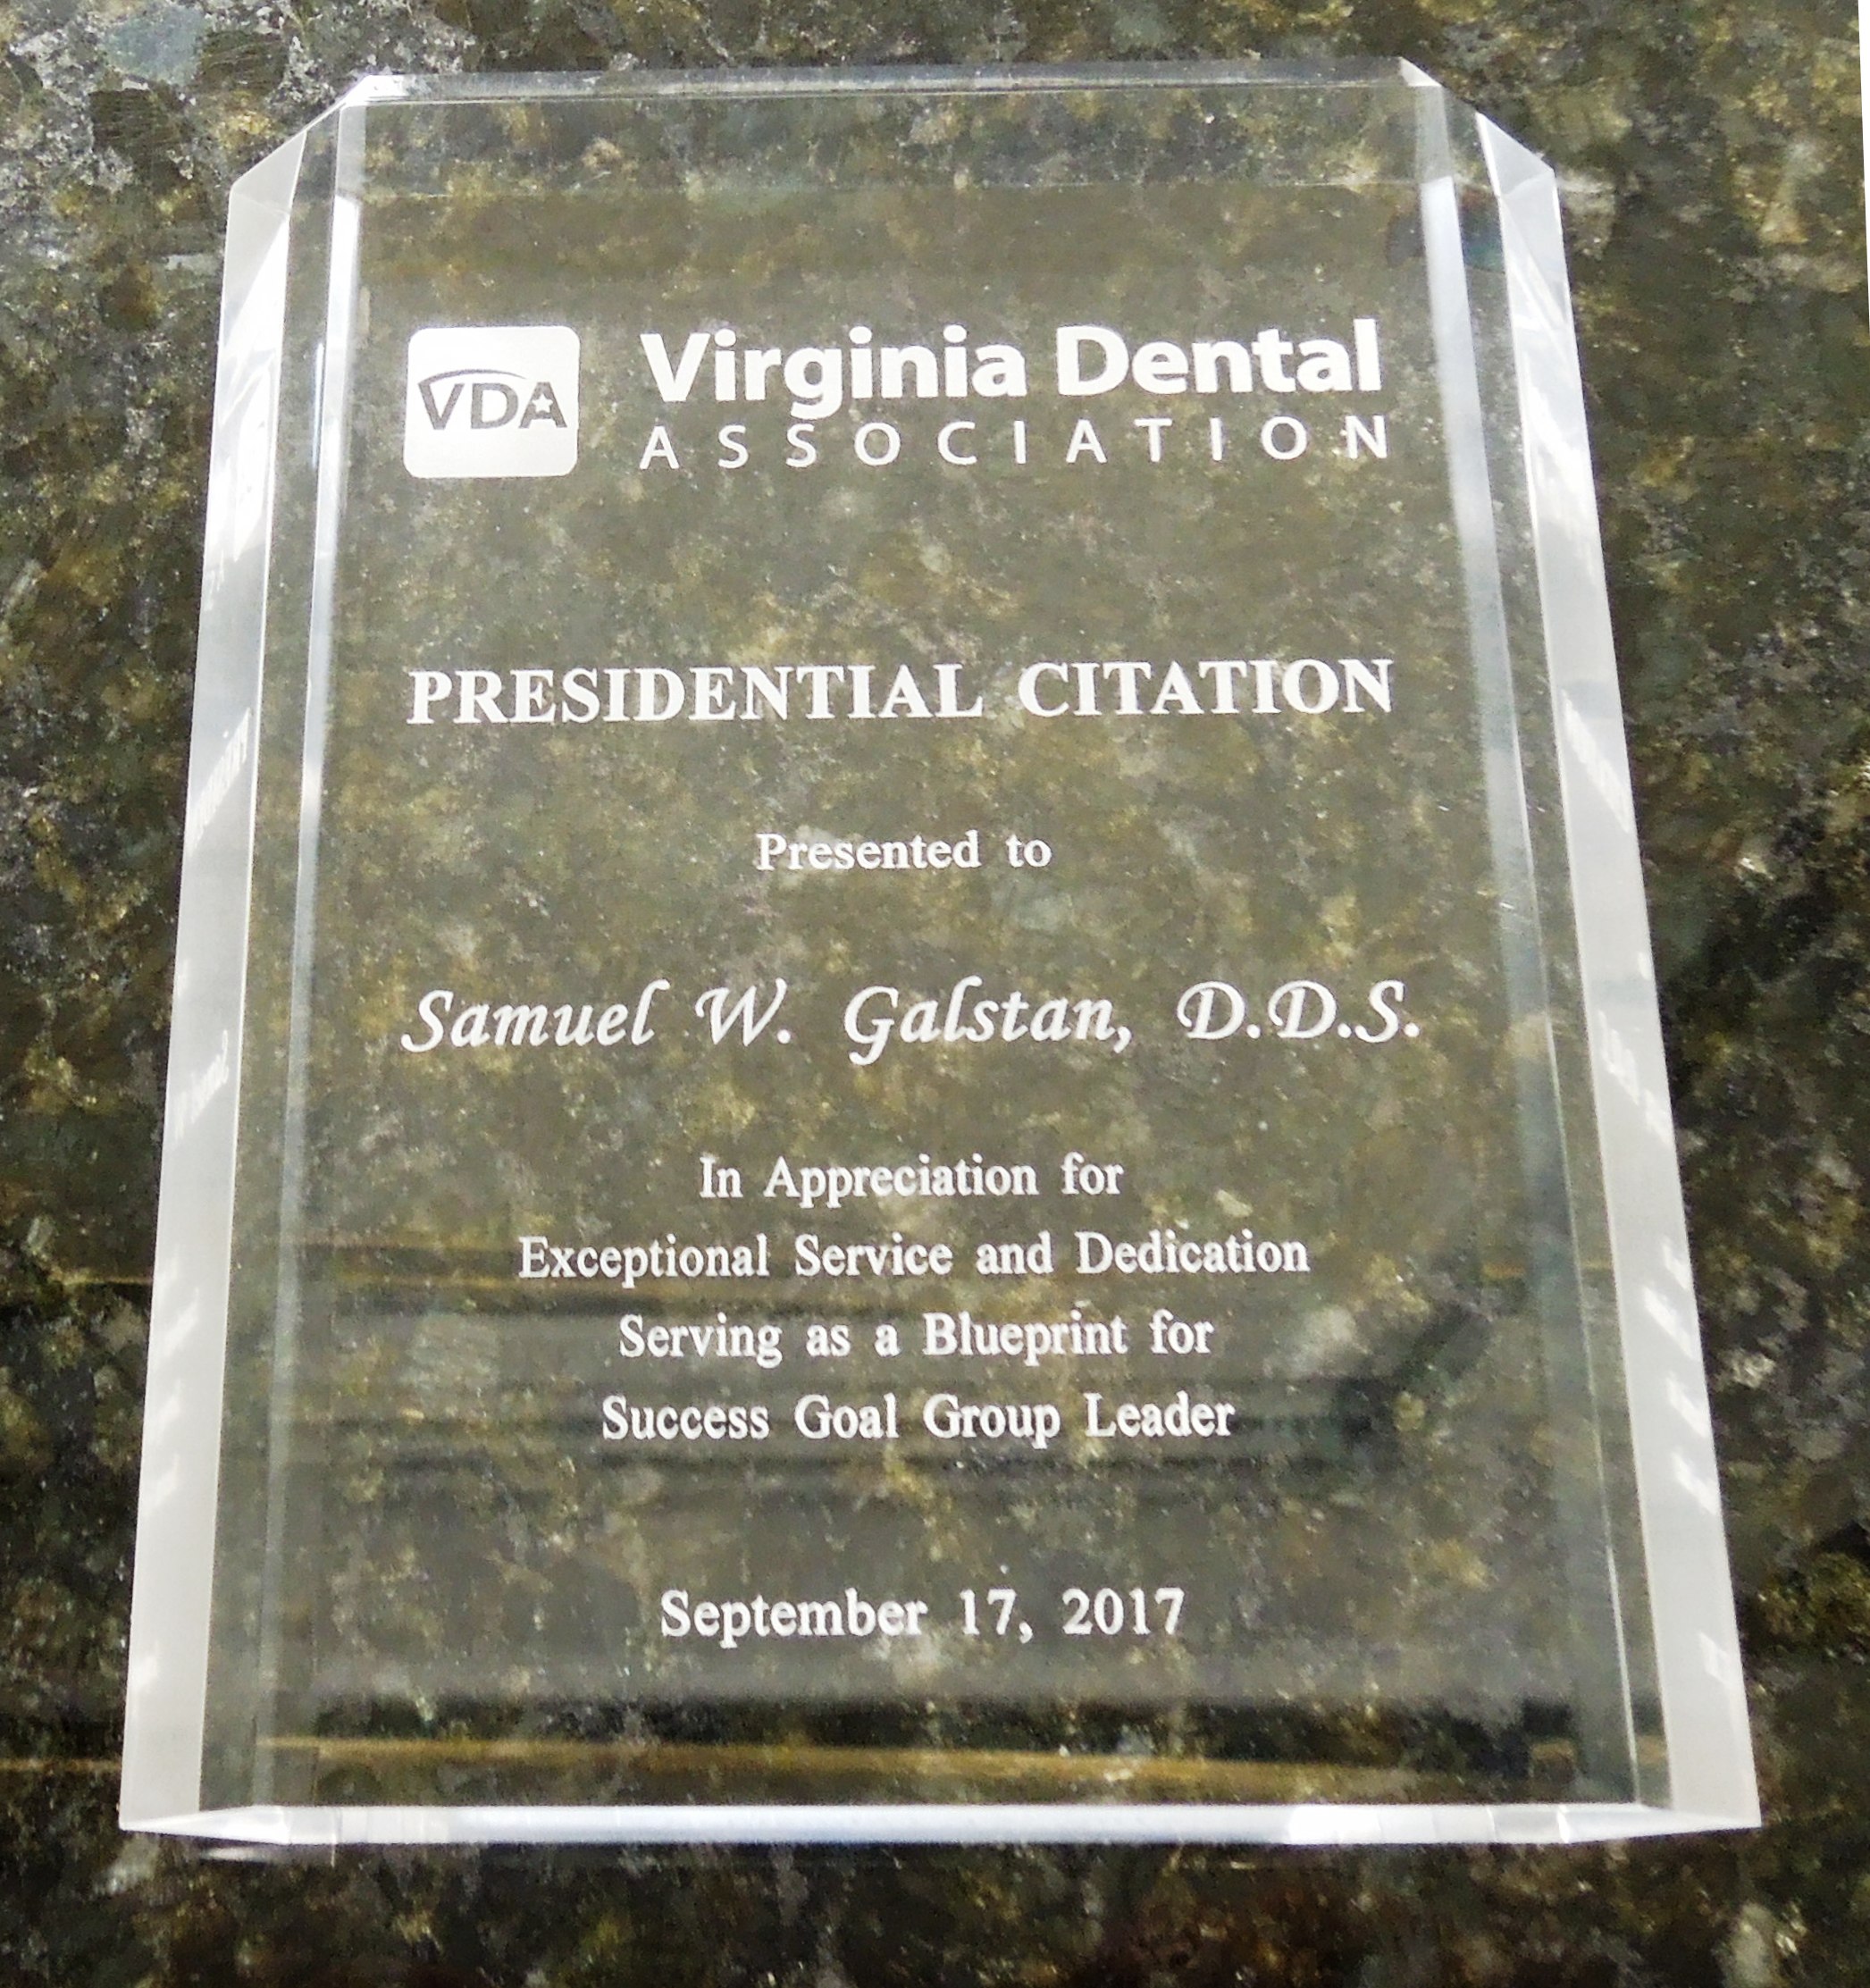 VDA
Virginia Dental
ASSOCIATION
PRESIDENTIAL CITATION
Presented to
Samuel W. Galstan, D.D.S.
In Appreciation for
Exceptional Service and Dedication
Serving as a Blueprint for
Success Goal Group Leader
September 17, 2017